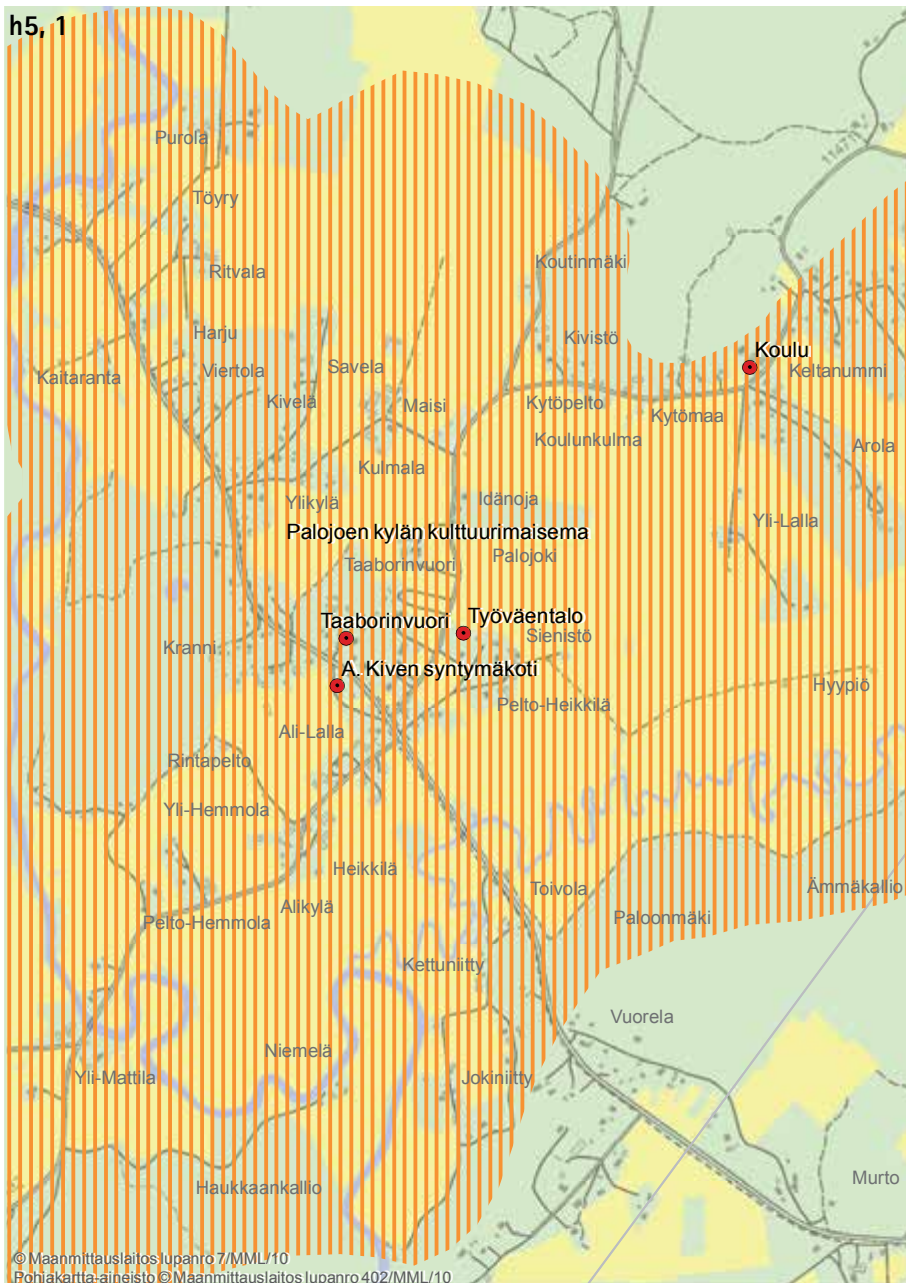 h5, 1
11471
Purola
Töyry
Ritvala
Koutinmäki
Harju
Kivistö
Koulu
Kaitaranta
Viertola
Savela
Keltanummi
Kivelä
Maisi
Kytöpelto
Kytömaa
Koulunkulma
Arola
Kulmala
Ylikylä
Idänoja
Yli-Lalla
Palojoen kylän kulttuurimaisema
Taaborinvuori
Palojoki
Taaborinvuori
Työväentalo
Kranni
Sienistö
A. Kiven syntymäkoti
Hyypiö
Pelto-Heikkilä
Ali-Lalla
Rintapelto
Yli-Hemmola
Heikkilä
Toivola
Ämmäkallio
Alikylä
Pelto-Hemmola
Paloonmäki
Kettuniitty
Vuorela
Niemelä
Yli-Mattila
Jokiniitty
Haukkaankallio
Murto
© Maanmittauslaitos lupanro 7/MML/10
Pohjakartta-aineisto © Maanmittauslaitos lupanro 402/MML/10